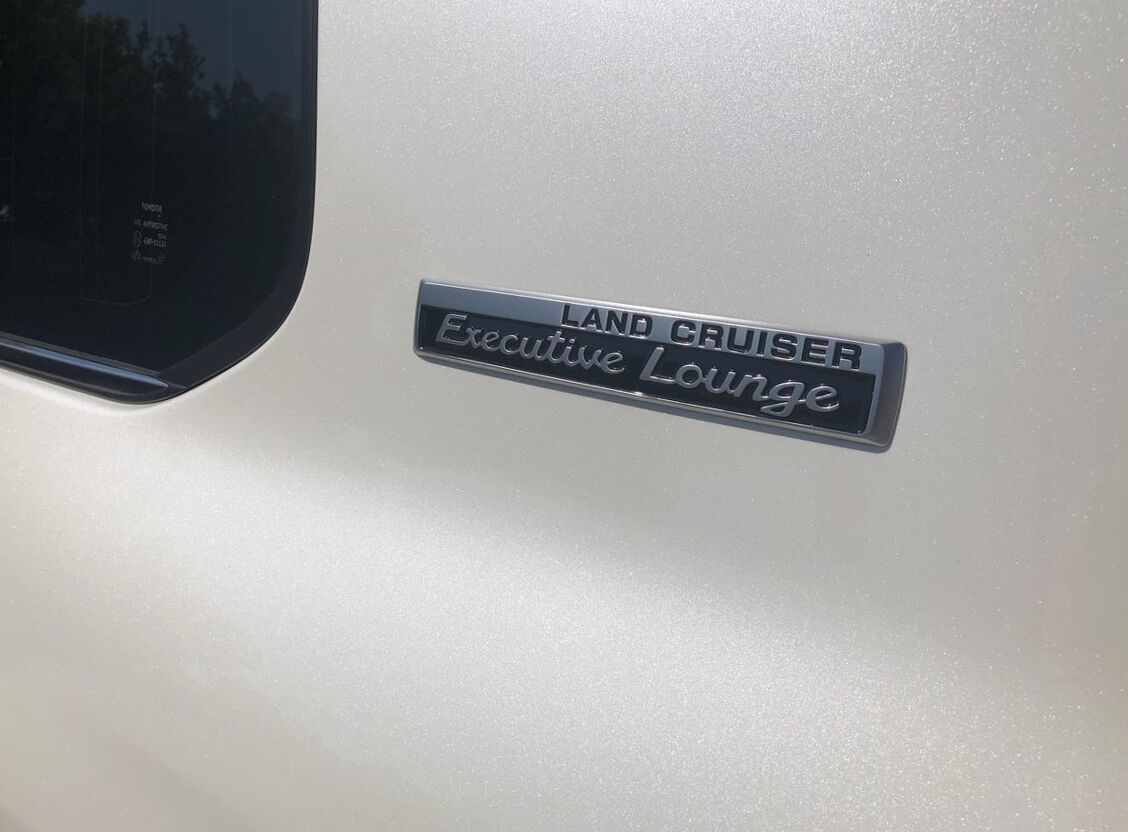 TOYOTA
LAND CRUISER
Executive Lounge